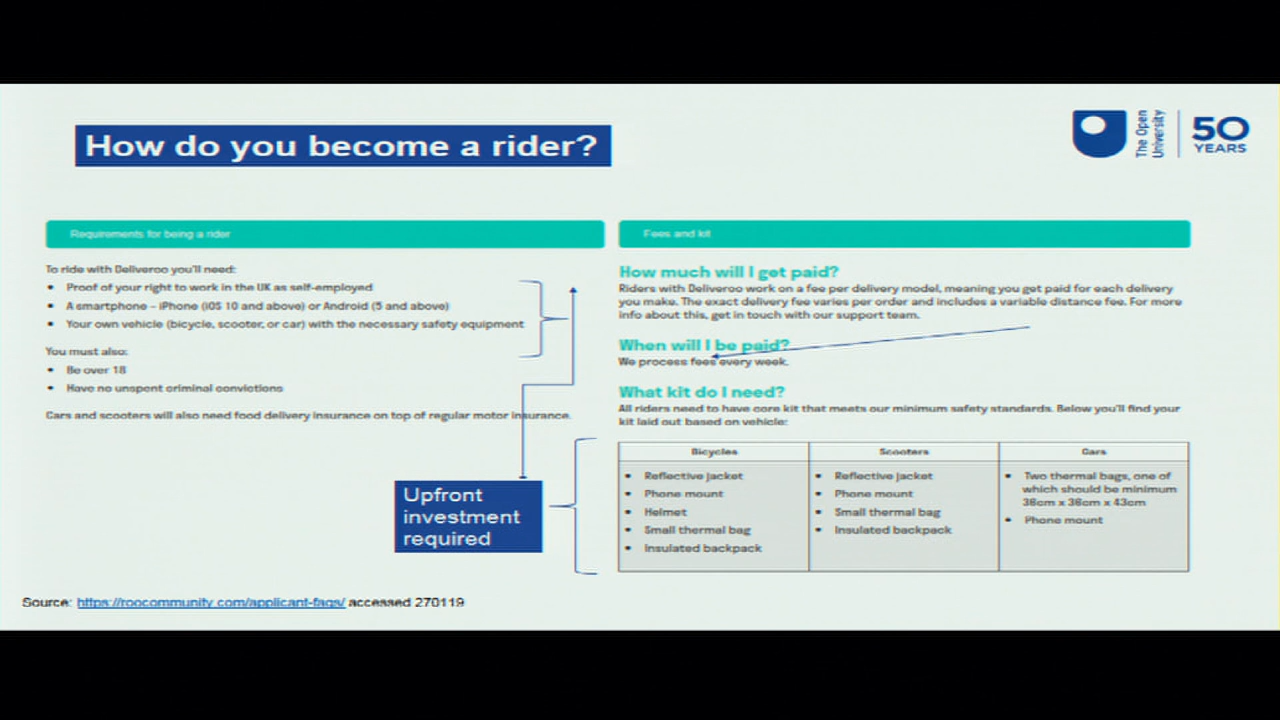 How do you become a rider?
The Open
University
50
YEARS
Requirements for being a rider
To ride with Deliveroo you'll need:
• Proof of your right to work in the UK as self-employed
• A smartphone – iPhone (iOS 10 and above) or Android (5 and above)
• Your own vehicle (bicycle, scooter, or car) with the necessary safety equipment
You must also:
• Be over 18
• Have no unspent criminal convictions
Cars and scooters will also need food delivery insurance on top of regular motor insurance.
Upfront
investment
required
Fees and kit
How much will I get paid?
Riders with Deliveroo work on a fee per delivery model, meaning you get paid for each delivery
you make. The exact delivery fee varies per order and includes a variable distance fee. For more
info about this, get in touch with our support team.
When will I be paid?
We process fees every week.
What kit do I need?
All riders need to have core kit that meets our minimum safety standards. Below you'll find your
kit laid out based on vehicle:
Bicycles
• Reflective jacket
• Phone mount
• Helmet
• Small thermal bag
• Insulated backpack
Scooters
• Reflective jacket
• Phone mount
• Small thermal bag
• Insulated backpack
Cars
• Two thermal bags, one of
which should be minimum
36cm x 36cm x 43cm
• Phone mount
Source: https://roocommunity.com/applicant-faqs/ accessed 270119